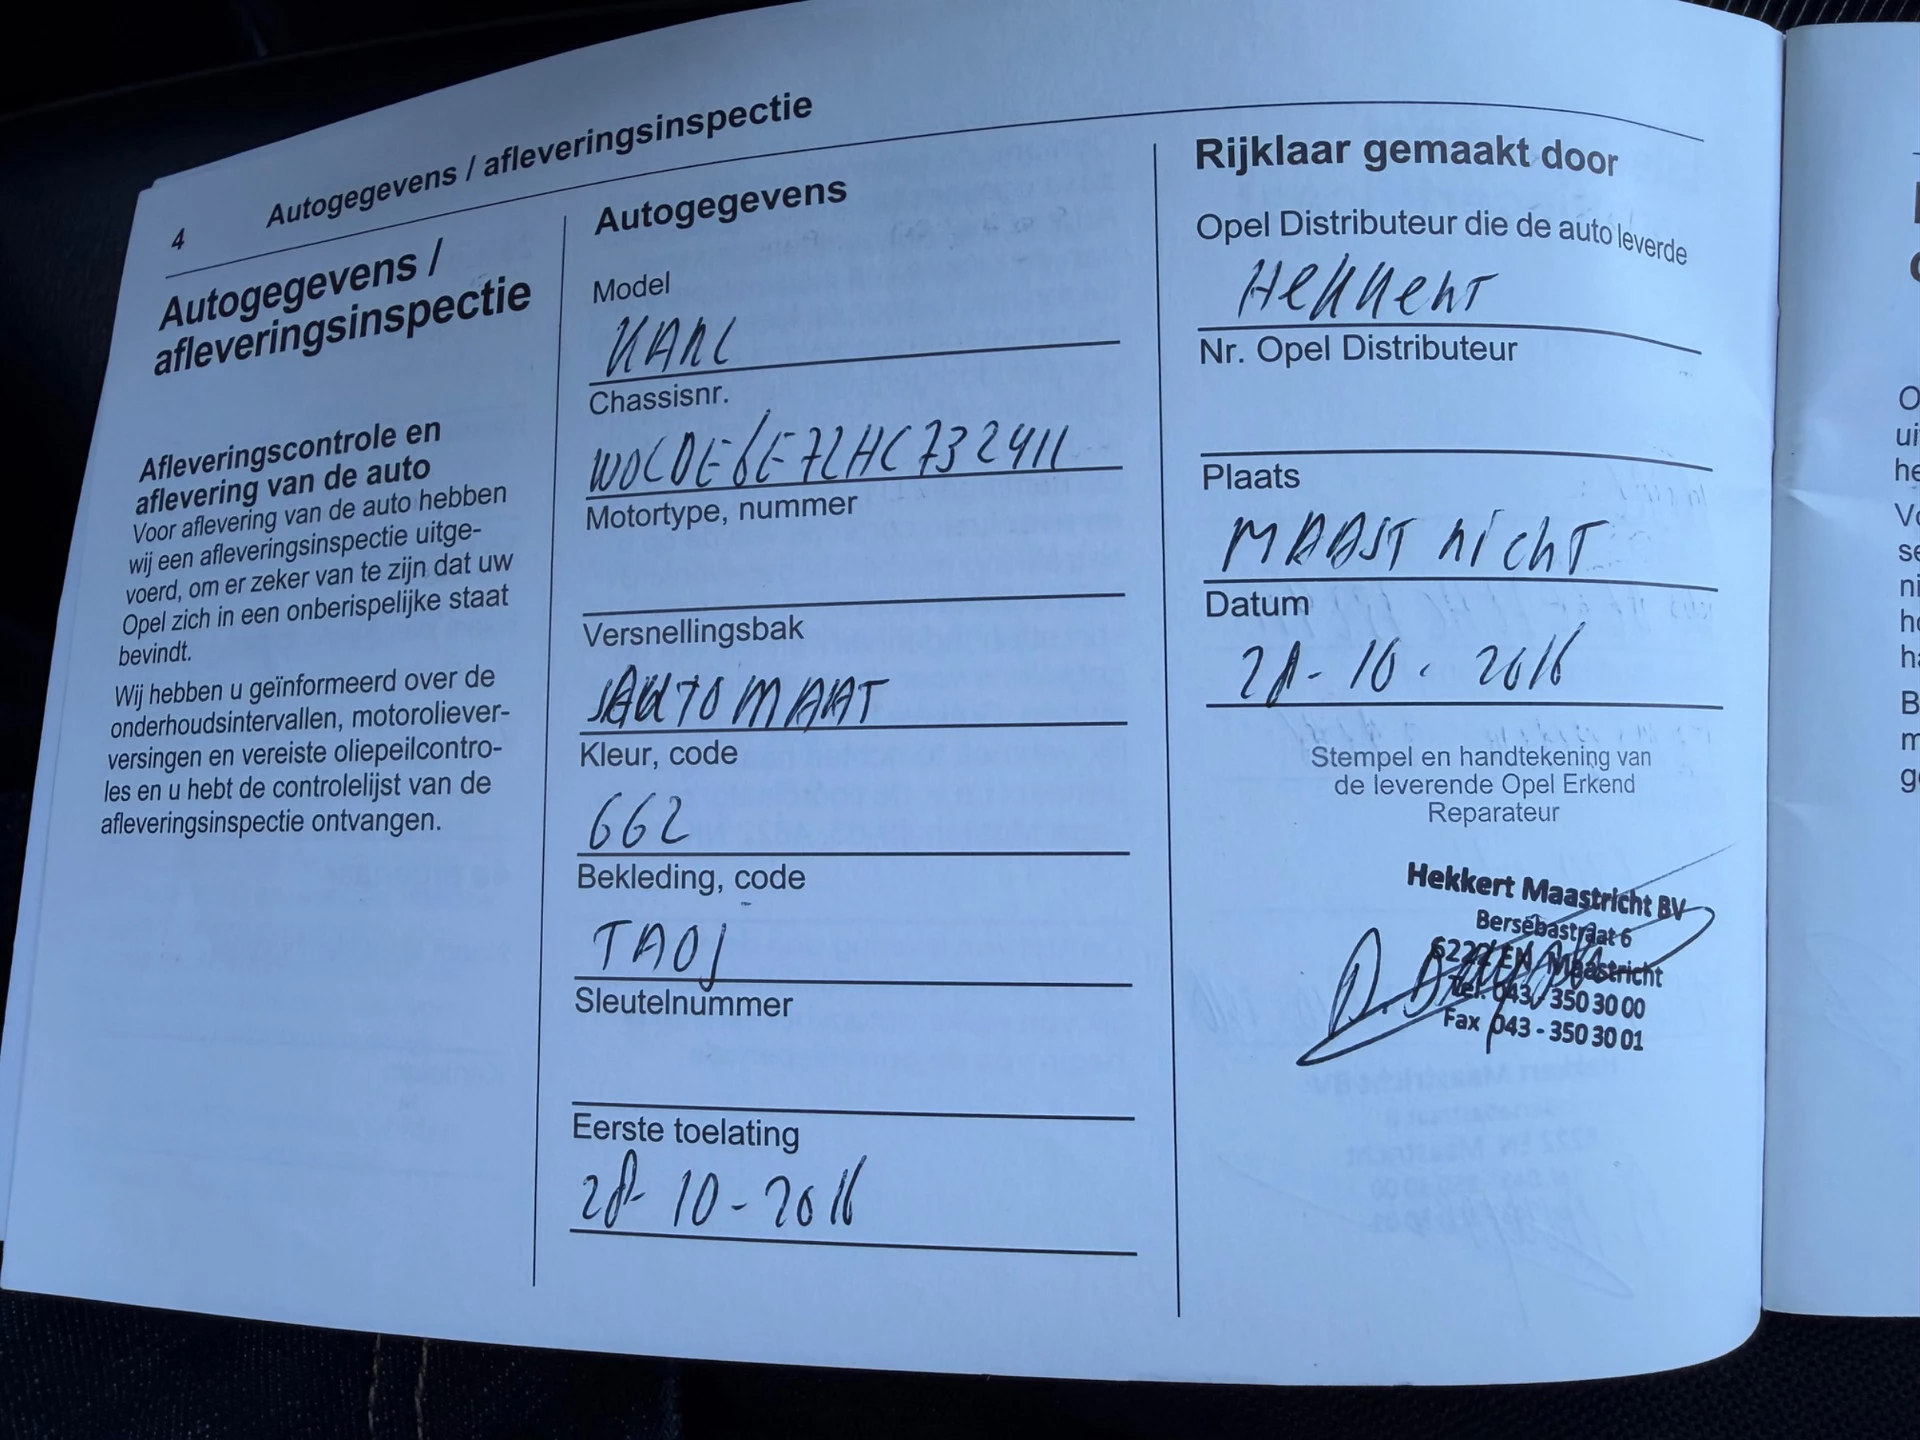 4
Autogegevens / afleveringsinspectie
Autogegevens /
afleveringsinspectie
Afleveringscontrole en
aflevering van de auto
Voor aflevering van de auto hebben
wij een afleveringsinspectie uitge-
voerd, om er zeker van te zijn dat uw
Opel zich in een onberispelijke staat
bevindt.
Wij hebben u geïnformeerd over de
onderhoudsintervallen, motoroliever-
versingen en vereiste oliepeilcontro-
les en u hebt de controlelijst van de
afleveringsinspectie ontvangen.
Autogegevens
Model
KARL
Chassisnr.
W0LDE6E72HC732411
Motortype, nummer
Versnellingsbak
AUTOMAAT
Kleur, code
GG2
Bekleding, code
TAOJ
Sleutelnummer
Eerste toelating
28-10-2016
Rijklaar gemaakt door
Opel Distributeur die de auto leverde
Hekkert
Nr. Opel Distributeur
Plaats
MAASTRICHT
Datum
28-10-2016
Stempel en handtekening van
de leverende Opel Erkend
Reparateur
Hekkert Maastricht BV
Bersebastraat 6
6222 EN Maastricht
Tel. 043 - 350 30 00
Fax 043 - 350 30 01